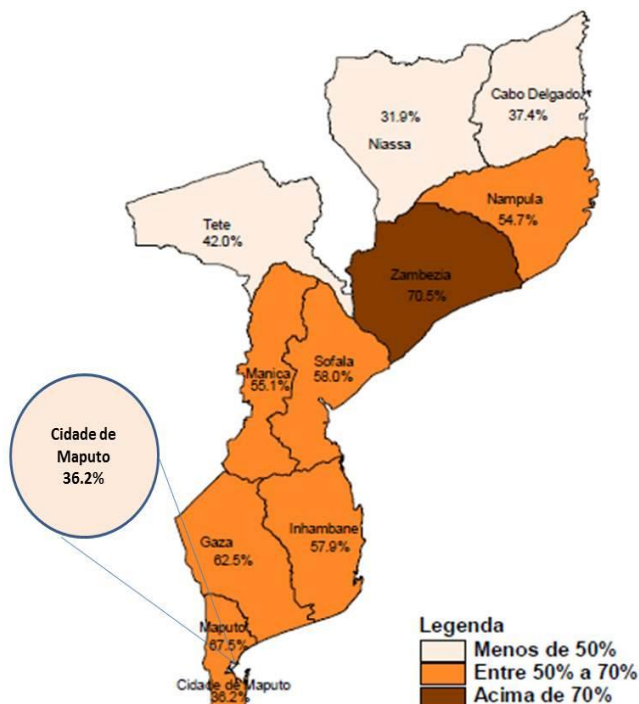 Cabo Delgado
37.4%
31.9%
Niassa
Nampula
54.7%
Tete
42.0%
Zambezia
70.5%
Manica
55.1%
Sofala
58.0%
Cidade de
Maputo
36.2%
Gaza
62.5%
Inhambane
57.9%
Maputo
67.5%
Cidade de Maputo
36.2%
Legenda
Menos de 50%
Entre 50% a 70%
Acima de 70%